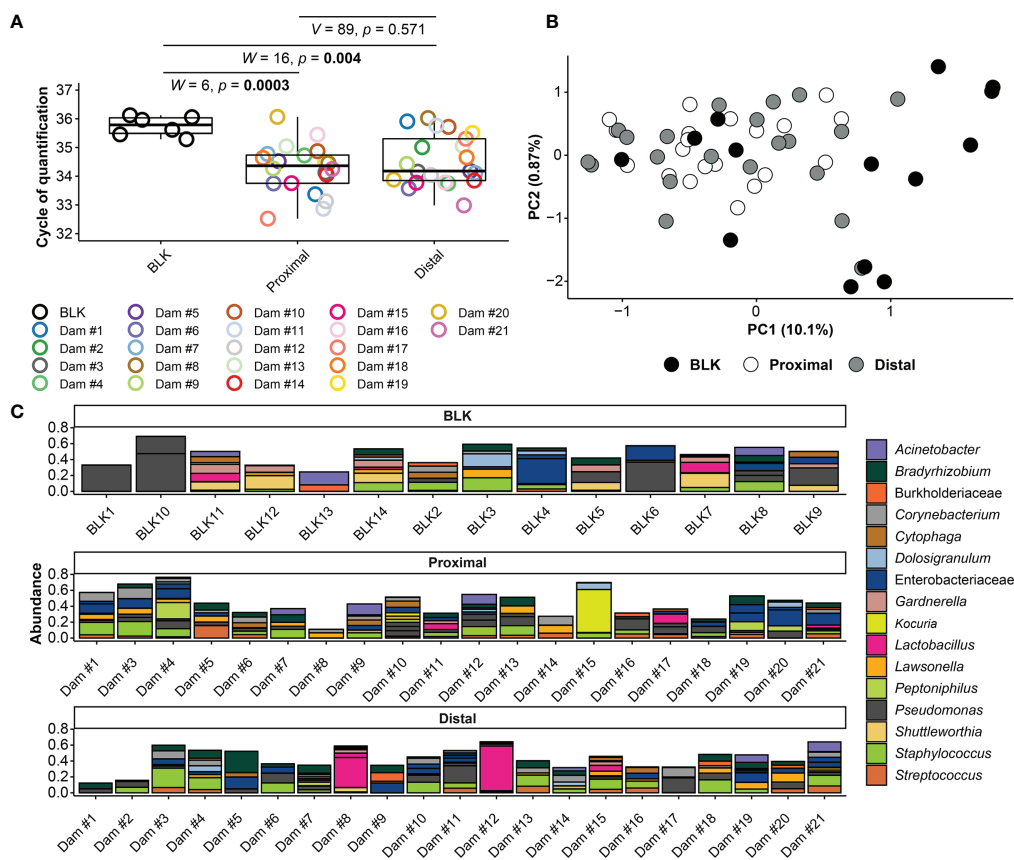 A
V = 89, p = 0.571
W = 16, p = 0.004
W = 6, p = 0.0003
Cycle of quantification
37
36
35
34
33
32
BLK
Proximal
Distal
BLK
Dam #1
Dam #2
Dam #3
Dam #4
Dam #5
Dam #6
Dam #7
Dam #8
Dam #9
Dam #10
Dam #11
Dam #12
Dam #13
Dam #14
Dam #15
Dam #16
Dam #17
Dam #18
Dam #19
Dam #20
Dam #21
B
PC2 (0.87%)
1
0
−1
−2
−1
0
1
PC1 (10.1%)
BLK
Proximal
Distal
C
Abundance
BLK
0.8
0.6
0.4
0.2
0.0
BLK1
BLK10
BLK11
BLK12
BLK13
BLK14
BLK2
BLK3
BLK4
BLK5
BLK6
BLK7
BLK8
BLK9
Proximal
0.8
0.6
0.4
0.2
0.0
Dam #1
Dam #3
Dam #4
Dam #5
Dam #6
Dam #7
Dam #8
Dam #9
Dam #10
Dam #11
Dam #12
Dam #13
Dam #14
Dam #15
Dam #16
Dam #17
Dam #18
Dam #19
Dam #20
Dam #21
Distal
0.8
0.6
0.4
0.2
0.0
Dam #1
Dam #2
Dam #3
Dam #4
Dam #5
Dam #6
Dam #7
Dam #8
Dam #9
Dam #10
Dam #11
Dam #12
Dam #13
Dam #14
Dam #15
Dam #16
Dam #17
Dam #18
Dam #19
Dam #20
Dam #21
Acinetobacter
Bradyrhizobium
Burkholderiaceae
Corynebacterium
Cytophaga
Dolosigranulum
Enterobacteriaceae
Gardnerella
Kocuria
Lactobacillus
Lawsonella
Peptoniphilus
Pseudomonas
Shuttleworthia
Staphylococcus
Streptococcus